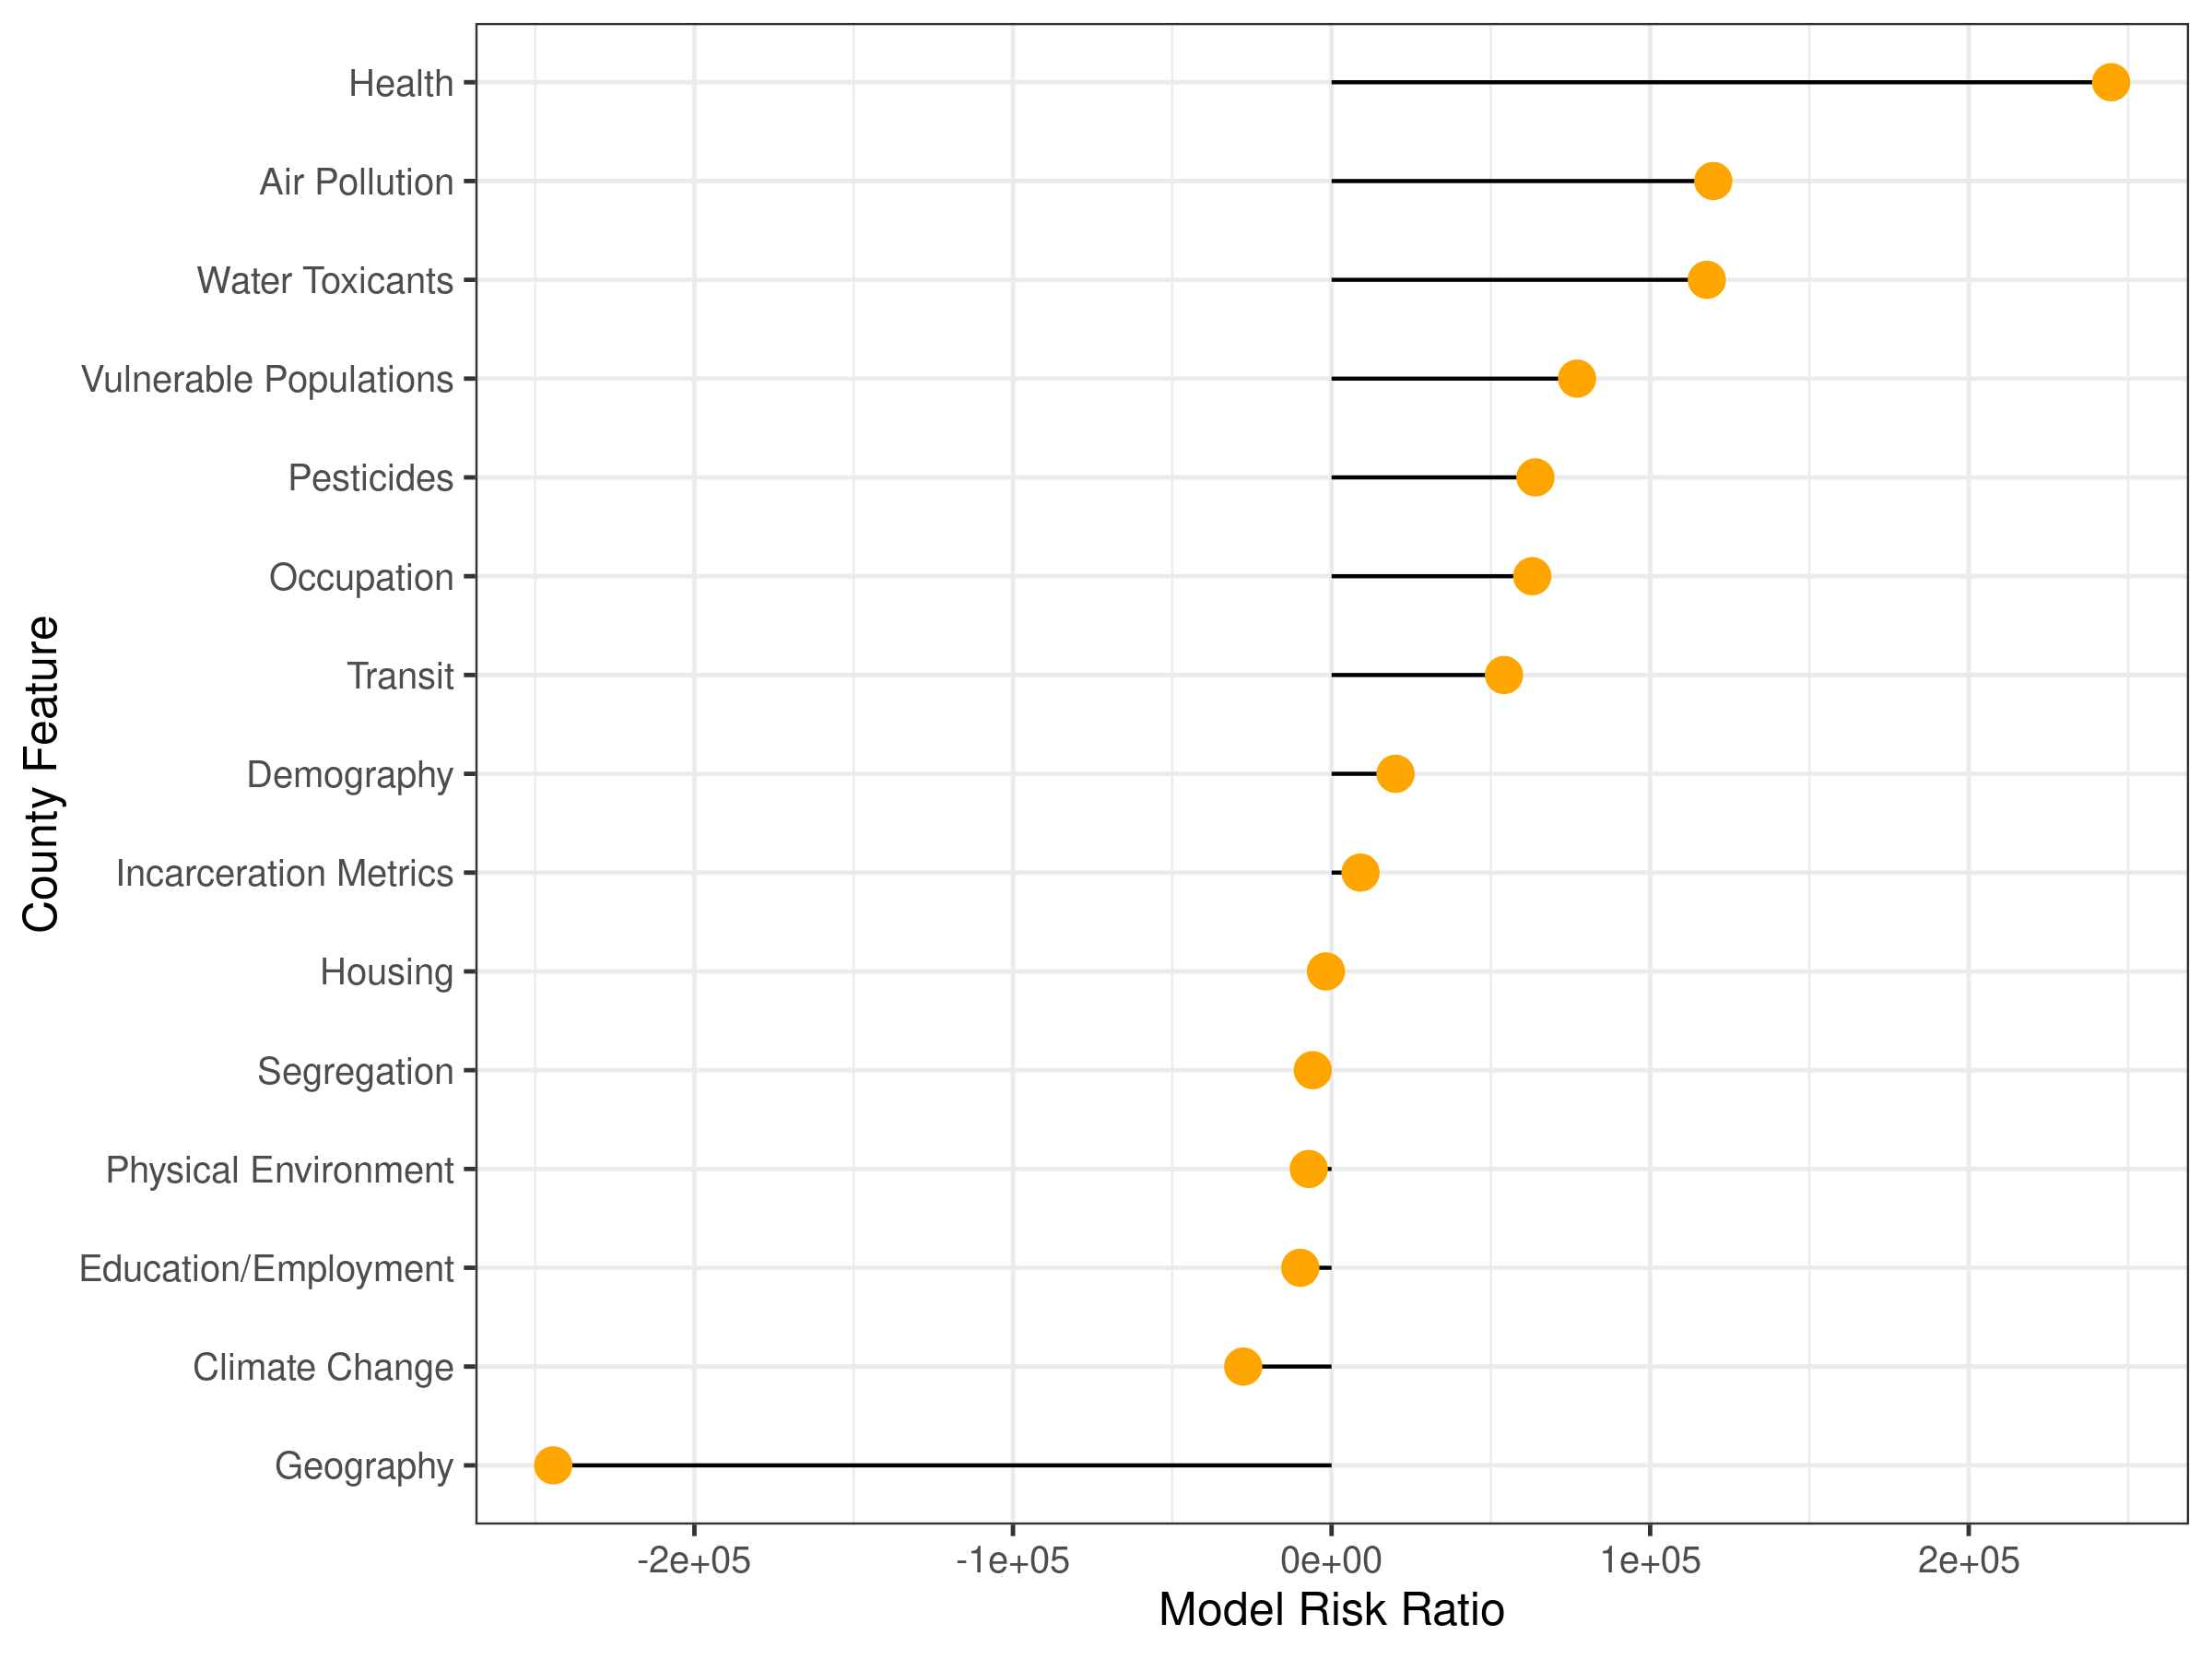 Health
Air Pollution
Water Toxicants
Vulnerable Populations
Pesticides
Occupation
Transit
Demography
Incarceration Metrics
Housing
Segregation
Physical Environment
Education/Employment
Climate Change
Geography
County Feature
-2e+05 -1e+05 0e+00 1e+05 2e+05
Model Risk Ratio